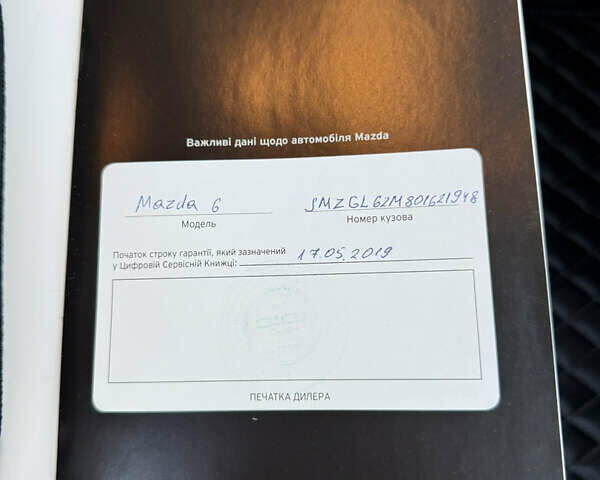 Важливі дані щодо автомобіля Mazda
Mazda 6 JMZGL62M801621948
Модель Номер кузова
Початок строку гарантії, який зазначений
у Цифровій Сервісній Книжці: 17.05.2019
ПЕЧАТКА ДИЛЕРА